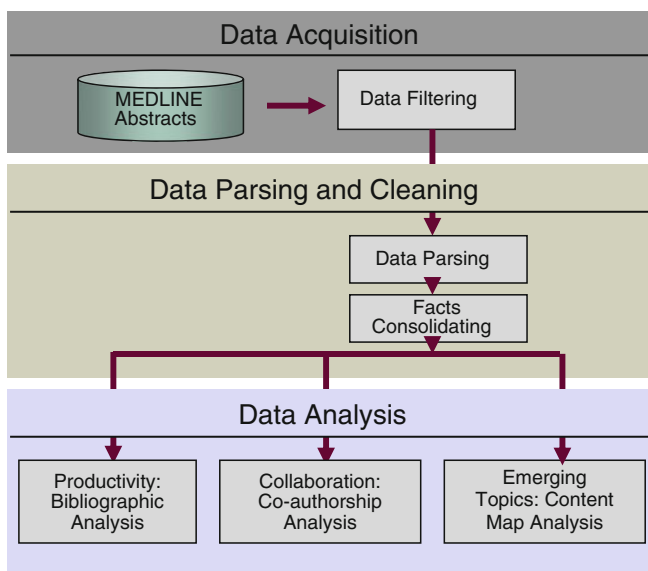 Data Acquisition
MEDLINE
Abstracts
Data Filtering
Data Parsing and Cleaning
Data Parsing
Facts
Consolidating
Data Analysis
Productivity:
Bibliographic
Analysis
Collaboration:
Co-authorship
Analysis
Emerging
Topics: Content
Map Analysis